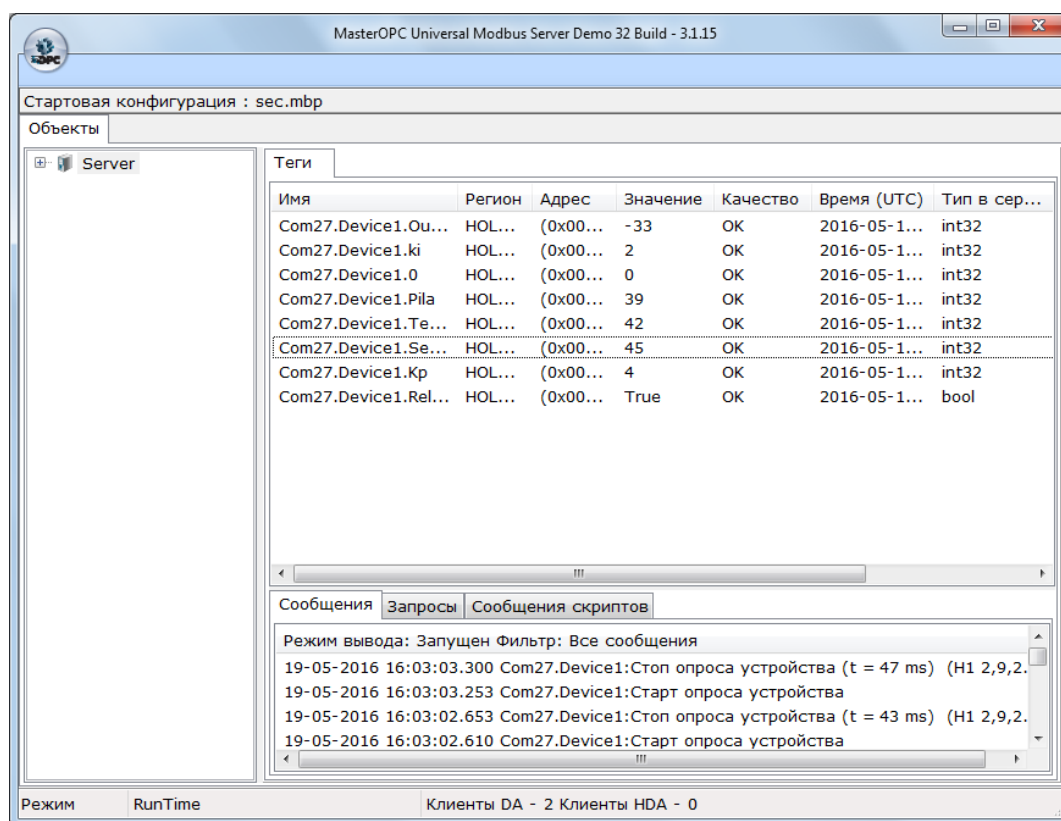 MasterOPC Universal Modbus Server Demo 32 Build - 3.1.15
OPC
Стартовая конфигурация : sec.mbp
Объекты
Server
Теги
Имя Регион Адрес Значение Качество Время (UTC) Тип в сер...
Com27.Device1.Ou... HOL... (0x00... -33 OK 2016-05-1... int32
Com27.Device1.ki HOL... (0x00... 2 OK 2016-05-1... int32
Com27.Device1.0 HOL... (0x00... 0 OK 2016-05-1... int32
Com27.Device1.Pila HOL... (0x00... 39 OK 2016-05-1... int32
Com27.Device1.Te... HOL... (0x00... 42 OK 2016-05-1... int32
Com27.Device1.Se... HOL... (0x00... 45 OK 2016-05-1... int32
Com27.Device1.Kp HOL... (0x00... 4 OK 2016-05-1... int32
Com27.Device1.Rel... HOL... (0x00... True OK 2016-05-1... bool
Сообщения Запросы Сообщения скриптов
Режим вывода: Запущен Фильтр: Все сообщения
19-05-2016 16:03:03.300 Com27.Device1:Стоп опроса устройства (t = 47 ms) (H1 2,9,2.
19-05-2016 16:03:03.253 Com27.Device1:Старт опроса устройства
19-05-2016 16:03:02.653 Com27.Device1:Стоп опроса устройства (t = 43 ms) (H1 2,9,2.
19-05-2016 16:03:02.610 Com27.Device1:Старт опроса устройства
Режим RunTime Клиенты DA - 2 Клиенты HDA - 0